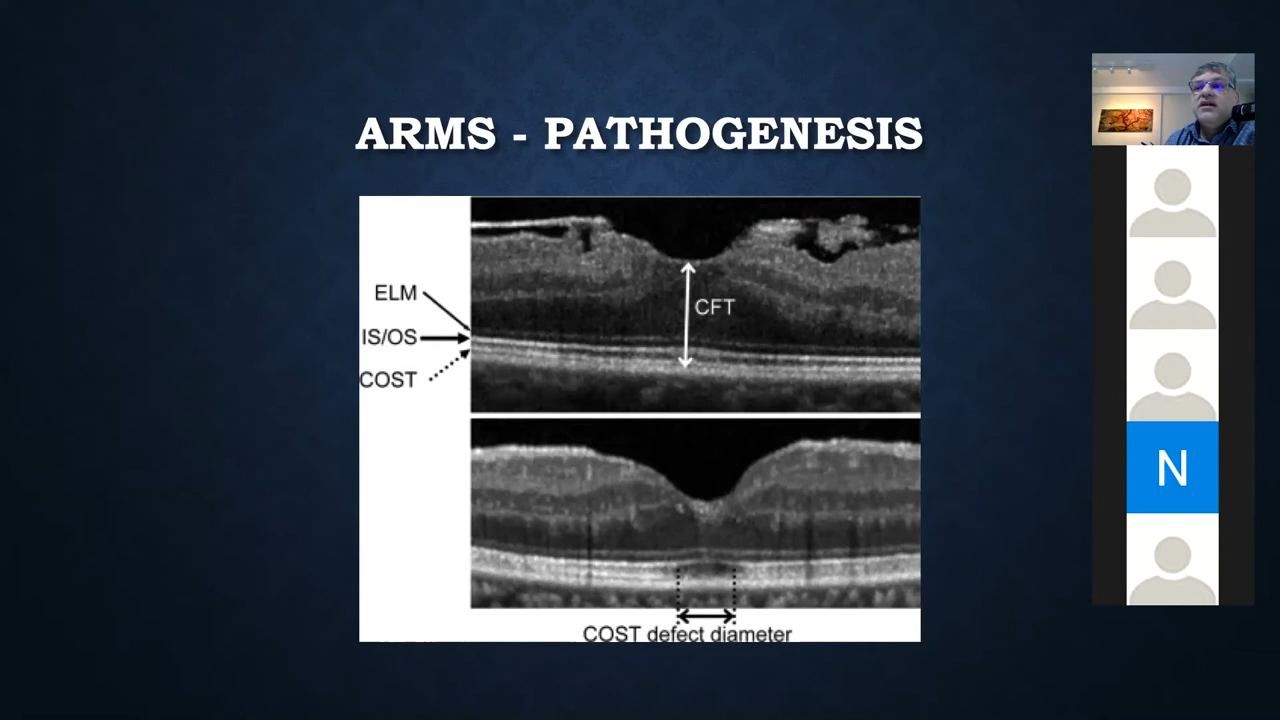 ARMS - PATHOGENESIS
ELM
CFT
IS/OS
COST
COST defect diameter
N